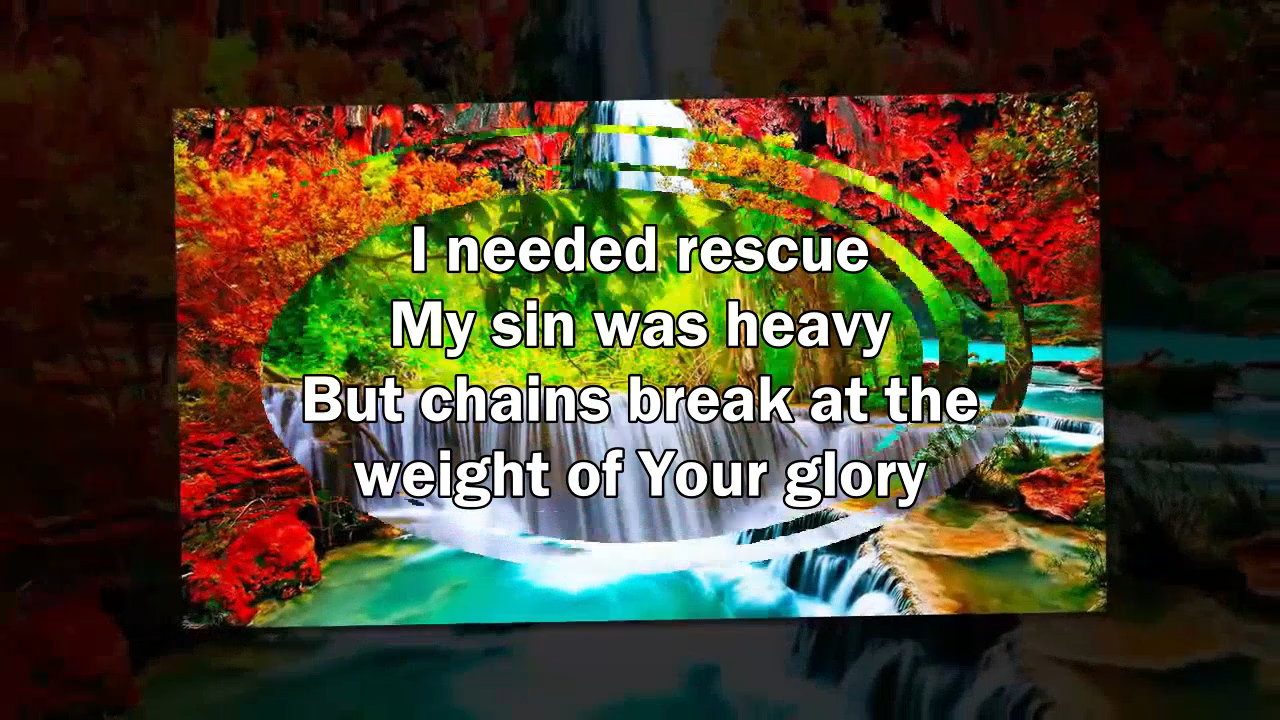 I needed rescue
My sin was heavy
But chains break at the
weight of Your glory